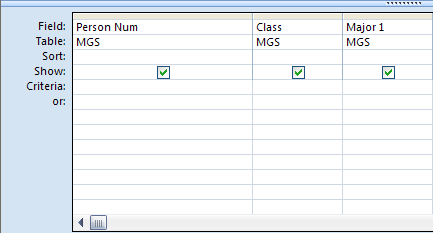 Field: Person Num Class Major 1
Table: MGS MGS MGS
Sort:
Show:
Criteria:
or: